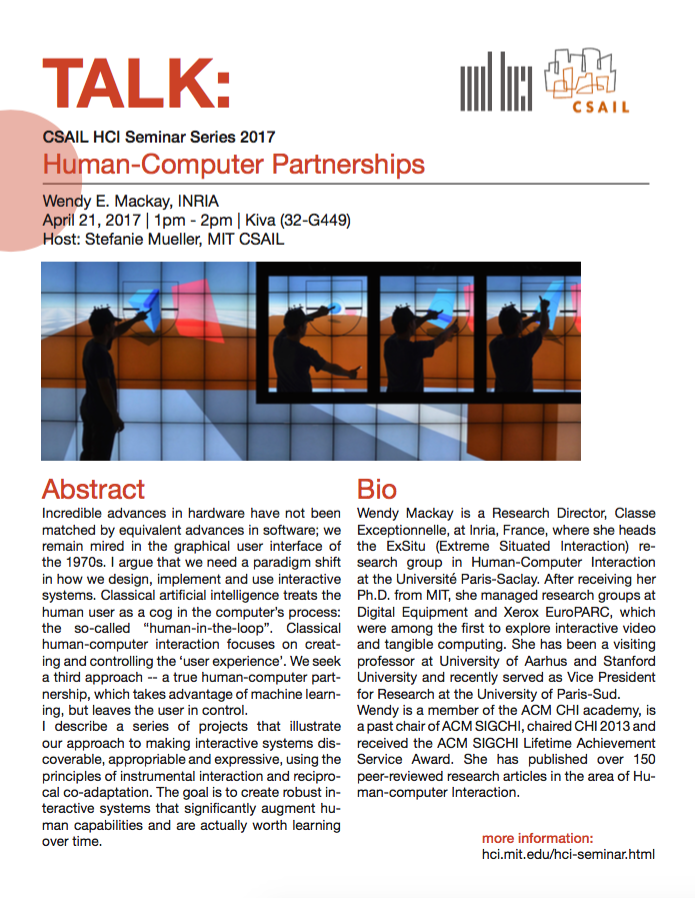 TALK:
CSAIL
CSAIL HCI Seminar Series 2017
Human-Computer Partnerships
Wendy E. Mackay, INRIA
April 21, 2017 | 1pm - 2pm | Kiva (32-G449)
Host: Stefanie Mueller, MIT CSAIL
Abstract
Incredible advances in hardware have not been
matched by equivalent advances in software; we
remain mired in the graphical user interface of
the 1970s. I argue that we need a paradigm shift
in how we design, implement and use interactive
systems. Classical artificial intelligence treats the
human user as a cog in the computer's process:
the so-called “human-in-the-loop”. Classical
human-computer interaction focuses on creat-
ing and controlling the ‘user experience’. We seek
a third approach -- a true human-computer part-
nership, which takes advantage of machine learn-
ing, but leaves the user in control.
I describe a series of projects that illustrate
our approach to making interactive systems dis-
coverable, appropriable and expressive, using the
principles of instrumental interaction and recipro-
cal co-adaptation. The goal is to create robust in-
teractive systems that significantly augment hu-
man capabilities and are actually worth learning
over time.
Bio
Wendy Mackay is a Research Director, Classe
Exceptionnelle, at Inria, France, where she heads
the ExSitu (Extreme Situated Interaction) re-
search group in Human-Computer Interaction
at the Université Paris-Saclay. After receiving her
Ph.D. from MIT, she managed research groups at
Digital Equipment and Xerox EuroPARC, which
were among the first to explore interactive video
and tangible computing. She has been a visiting
professor at University of Aarhus and Stanford
University and recently served as Vice President
for Research at the University of Paris-Sud.
Wendy is a member of the ACM CHI academy, is
a past chair of ACM SIGCHI, chaired CHI 2013 and
received the ACM SIGCHI Lifetime Achievement
Service Award. She has published over 150
peer-reviewed research articles in the area of Hu-
man-computer Interaction.
more information:
hci.mit.edu/hci-seminar.html